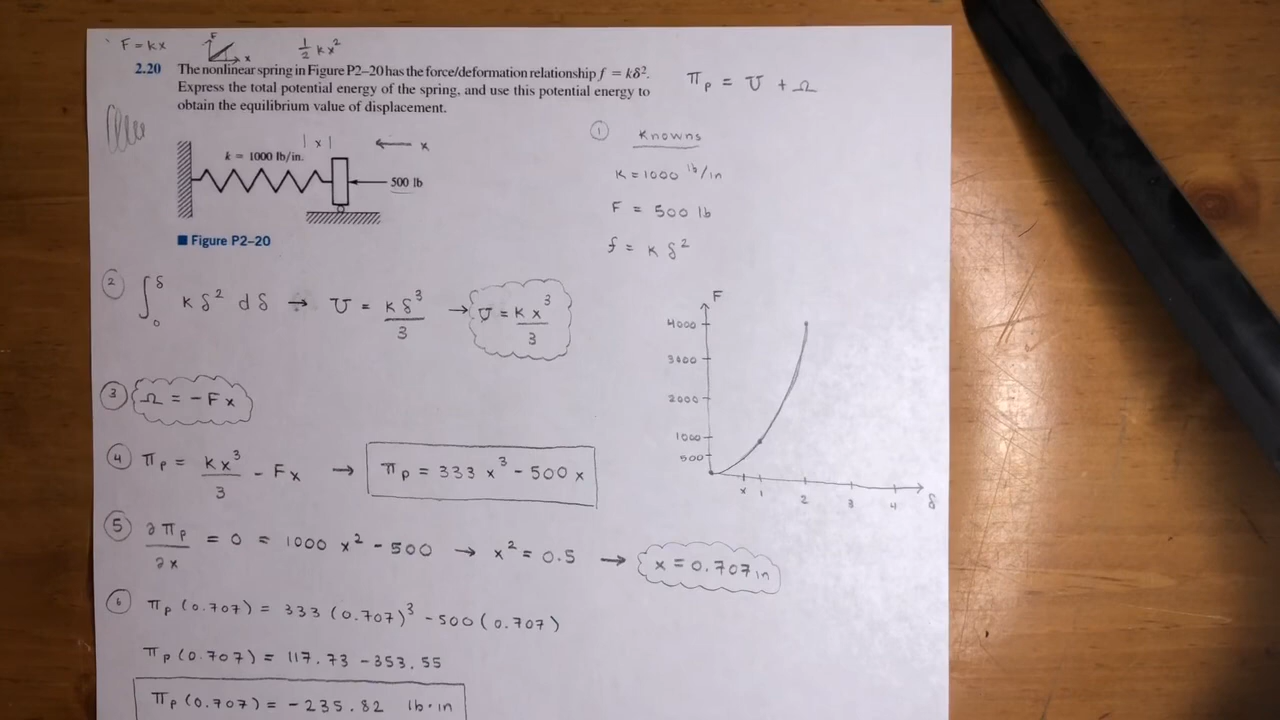 F = kx
F
x
1/2 kx²
2.20 The nonlinear spring in Figure P2–20 has the force/deformation relationship f = kδ².
Express the total potential energy of the spring, and use this potential energy to
obtain the equilibrium value of displacement.
πp = U + Ω
| x |
← x
k = 1000 lb/in.
500 lb
■ Figure P2–20
① Knowns
K = 1000 lb/in
F = 500 lb
f = K δ²
② ∫₀^δ K δ² dδ → U = Kδ³/3 → U = Kx³/3
F
4000
3000
2000
1000
500
x 1 2 3 4 δ
③ Ω = -Fx
④ πp = Kx³/3 - Fx → πp = 333 x³ - 500 x
⑤ ∂πp/∂x = 0 = 1000 x² - 500 → x² = 0.5 → x = 0.707 in
⑥ πp (0.707) = 333 (0.707)³ - 500 (0.707)
πp (0.707) = 117.73 - 353.55
πp (0.707) = -235.82 lb·in